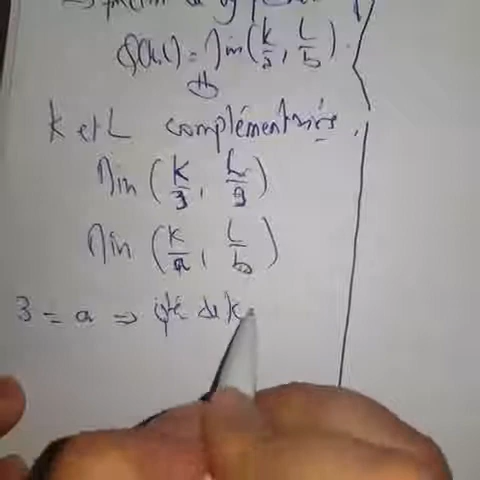 f(k,l) = Min (k/a, L/b).
K et L complémentaires.
Min (K/3, L/9)
Min (K/a, L/b)
3 = a ⇒ qté de k